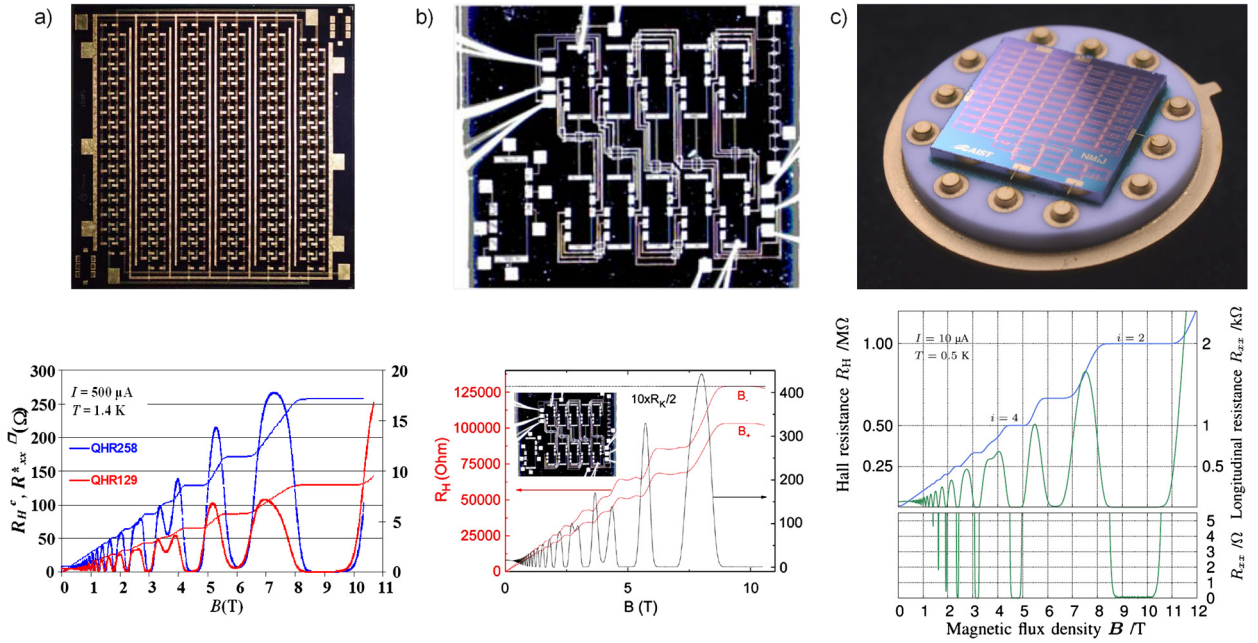 a)
b)
c)
AIST
NMIJ
300
250
200
150
100
50
0
R_H^c, R*_xx (Ω)
I = 500 µA
T = 1.4 K
QHR258
QHR129
20
15
10
5
0
0 1 2 3 4 5 6 7 8 9 10
B(T)
125000
100000
75000
50000
25000
0
R_H (Ohm)
10xR_K/2
B-
B+
400
300
200
100
0
0 5 10
B (T)
Hall resistance R_H /MΩ
1.00
0.50
0.25
I = 10 µA
T = 0.5 K
i = 2
i = 4
2
1
0.5
Longitudinal resistance R_xx /kΩ
5
4
3
2
1
0
R_xx /Ω
0 1 2 3 4 5 6 7 8 9 10 11 12
Magnetic flux density B /T